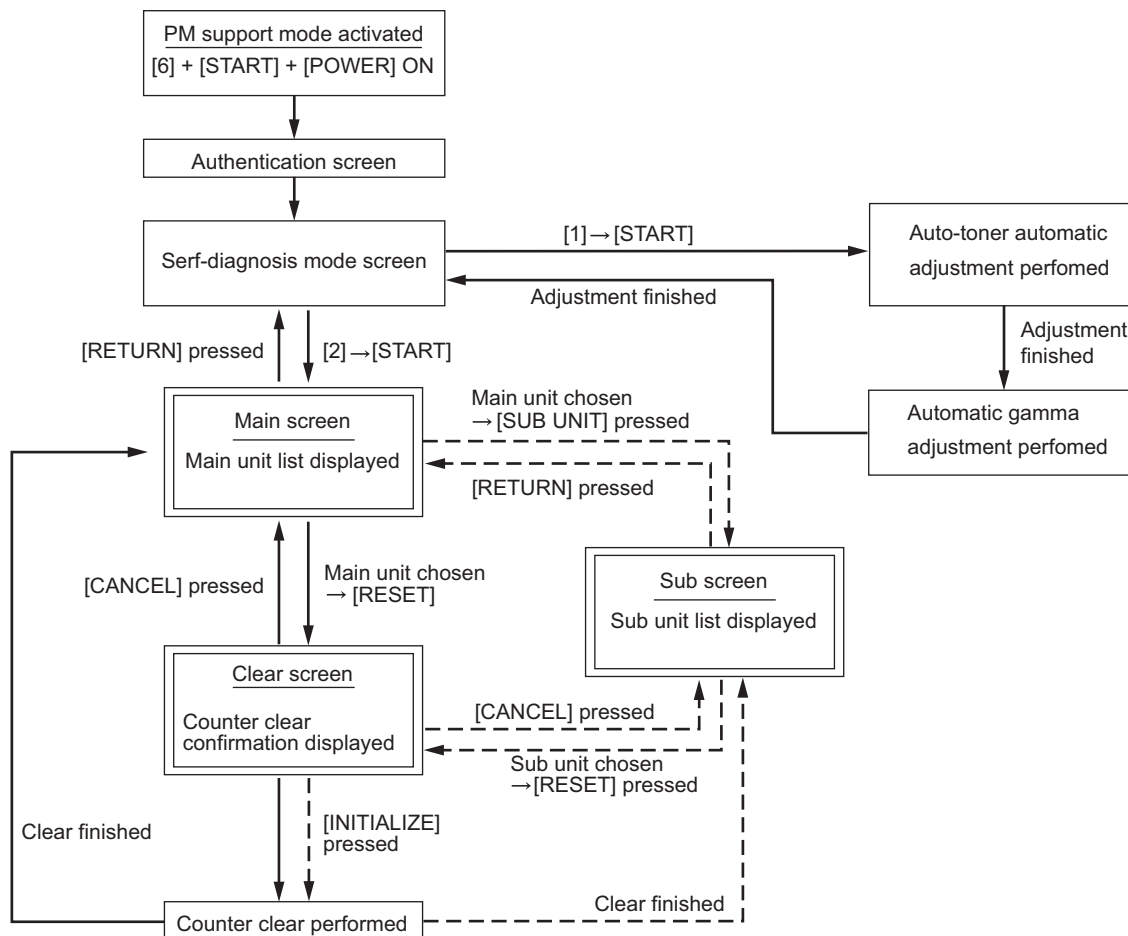 PM support mode activated
[6] + [START] + [POWER] ON
Authentication screen
Serf-diagnosis mode screen
[1]→[START]
Auto-toner automatic
adjustment perfomed
Adjustment finished
Adjustment
finished
[RETURN] pressed
[2]→[START]
Automatic gamma
adjustment perfomed
Main screen
Main unit list displayed
Main unit chosen
→[SUB UNIT] pressed
[RETURN] pressed
[CANCEL] pressed
Main unit chosen
→[RESET]
Sub screen
Sub unit list displayed
Clear screen
Counter clear
confirmation displayed
[CANCEL] pressed
Sub unit chosen
→[RESET] pressed
Clear finished
[INITIALIZE]
pressed
Clear finished
Counter clear performed